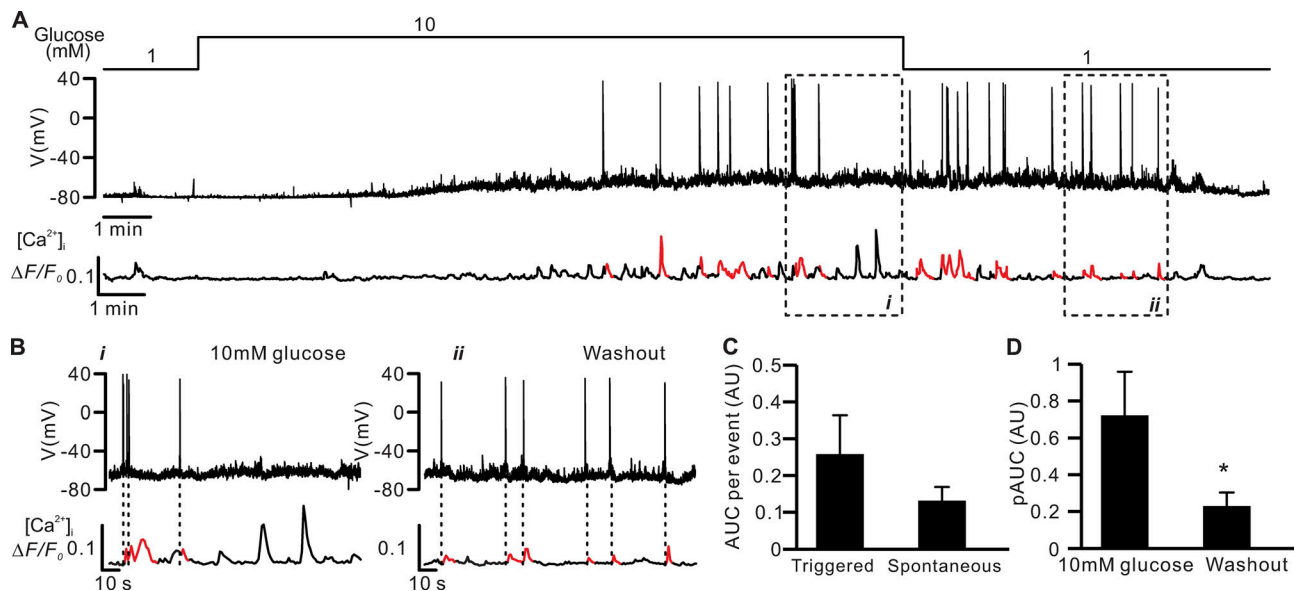 A
Glucose
(mM)
1
10
1
40
0
-40
-80
V(mV)
1 min
[Ca²⁺]ᵢ
ΔF/F₀
0.1
1 min
i
ii
B
i
10mM glucose
40
0
-40
-80
V(mV)
[Ca²⁺]ᵢ
ΔF/F₀
0.1
10 s
ii
Washout
40
0
-40
-80
V(mV)
0.1
10 s
C
0.5
0.4
0.3
0.2
0.1
0
AUC per event (AU)
Triggered Spontaneous
D
1
0.8
0.6
0.4
0.2
0
pAUC (AU)
*
10mM glucose Washout